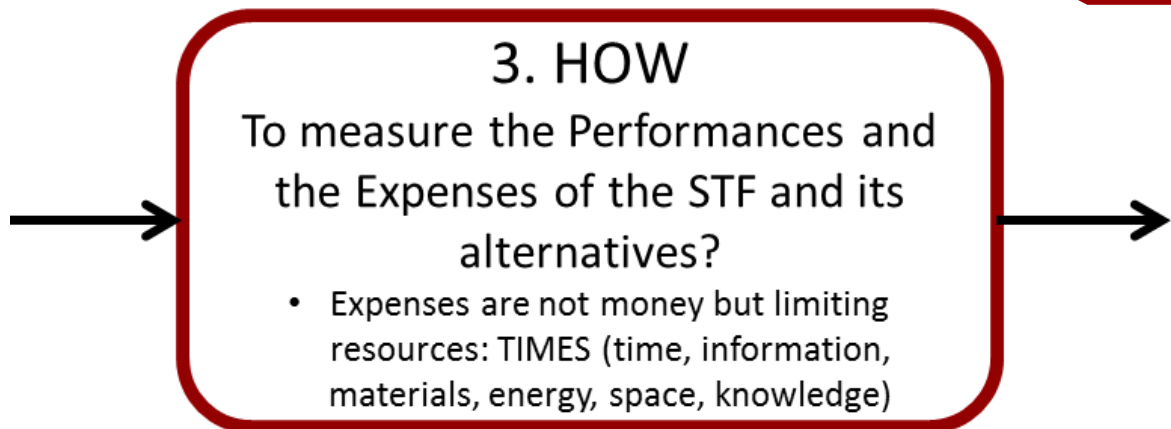 3. HOW
To measure the Performances and
the Expenses of the STF and its
alternatives?
• Expenses are not money but limiting
resources: TIMES (time, information,
materials, energy, space, knowledge)